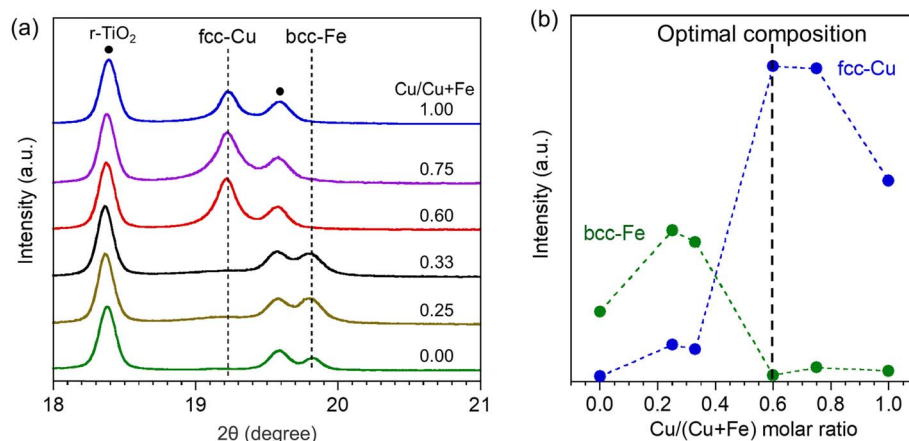 (a)
r-TiO₂
fcc-Cu
bcc-Fe
Cu/Cu+Fe
1.00
0.75
0.60
0.33
0.25
0.00
Intensity (a.u.)
18 19 20 21
2θ (degree)
(b)
Optimal composition
fcc-Cu
bcc-Fe
Intensity (a.u.)
0.0 0.2 0.4 0.6 0.8 1.0
Cu/(Cu+Fe) molar ratio